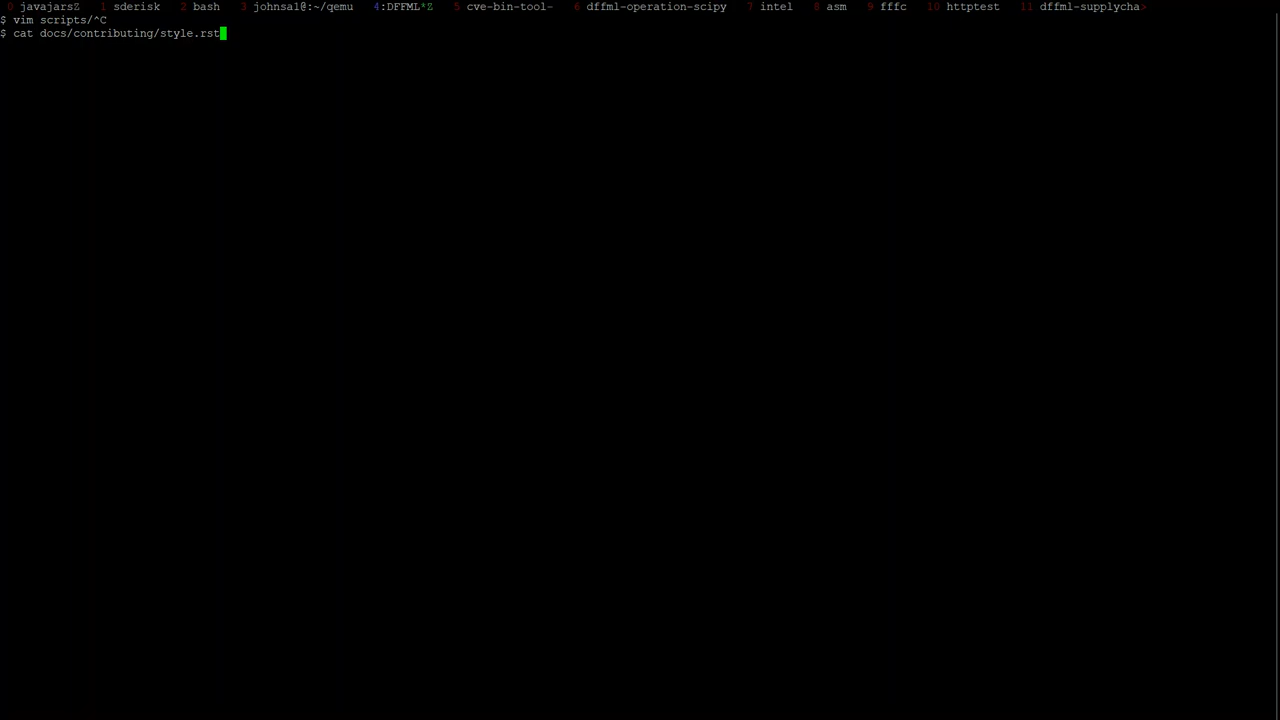 0 javajarsZ 1 sderisk 2 bash 3 johnsal@:~/qemu 4:DFFML*Z 5 cve-bin-tool- 6 dffml-operation-scipy 7 intel 8 asm 9 fffc 10 httptest 11 dffml-supplycha>
$ vim scripts/^C
$ cat docs/contributing/style.rst